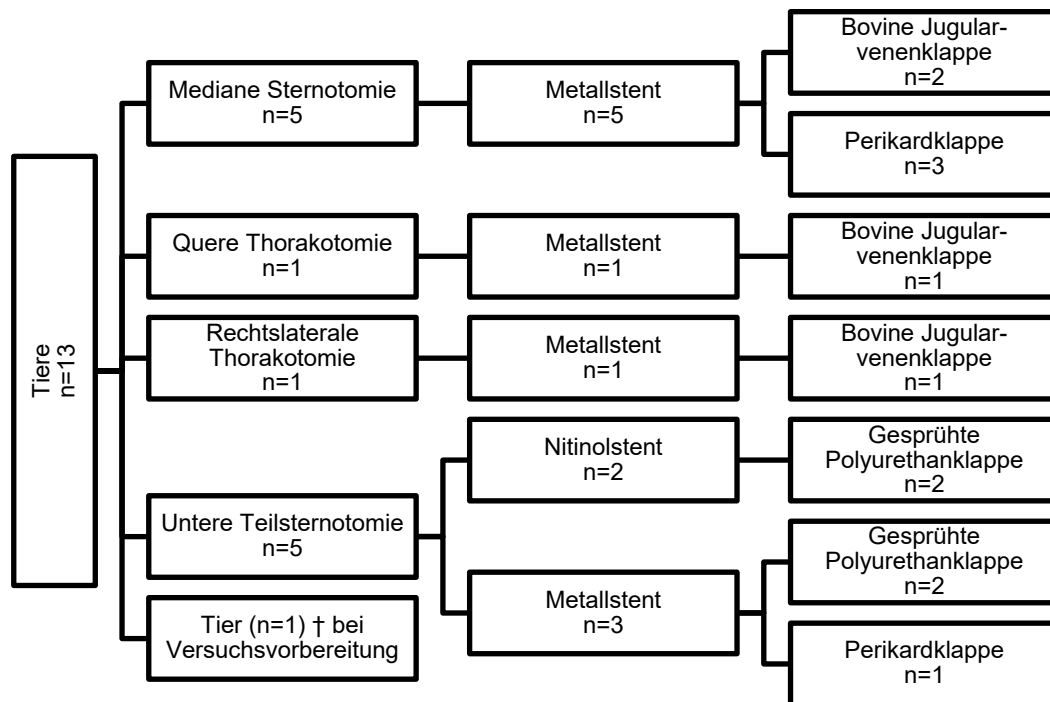 Tiere
n=13
Mediane Sternotomie
n=5
Metallstent
n=5
Bovine Jugular-
venenklappe
n=2
Perikardklappe
n=3
Quere Thorakotomie
n=1
Metallstent
n=1
Bovine Jugular-
venenklappe
n=1
Rechtslaterale
Thorakotomie
n=1
Metallstent
n=1
Bovine Jugular-
venenklappe
n=1
Untere Teilsternotomie
n=5
Nitinolstent
n=2
Gesprühte
Polyurethanklappe
n=2
Metallstent
n=3
Gesprühte
Polyurethanklappe
n=2
Perikardklappe
n=1
Tier (n=1) † bei
Versuchsvorbereitung